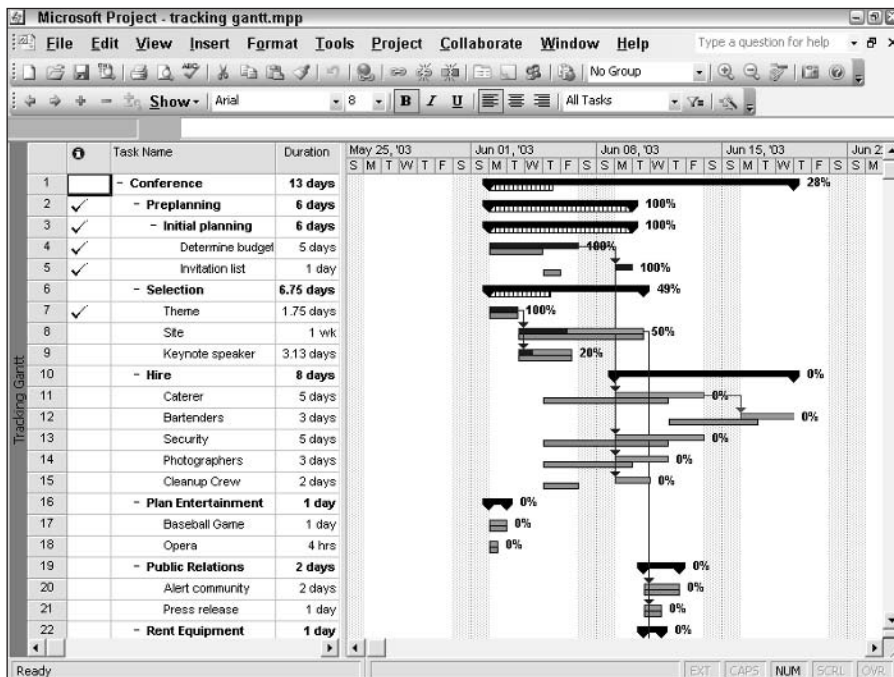 Microsoft Project - tracking gantt.mpp
File Edit View Insert Format Tools Project Collaborate Window Help Type a question for help
No Group
Show Arial 8 B I U All Tasks
Task Name Duration May 25, '03 Jun 01, '03 Jun 08, '03 Jun 15, '03 Jun 2
S M T W T F S S M T W T F S S M T W T F S S M T W T F S S M
1 - Conference 13 days 28%
2 - Preplanning 6 days 100%
3 - Initial planning 6 days 100%
4 Determine budget 5 days 100%
5 Invitation list 1 day 100%
6 - Selection 6.75 days 49%
7 Theme 1.75 days 100%
8 Site 1 wk 50%
9 Keynote speaker 3.13 days 20%
10 - Hire 8 days 0%
11 Caterer 5 days 0%
12 Bartenders 3 days 0%
13 Security 5 days 0%
14 Photographers 3 days 0%
15 Cleanup Crew 2 days 0%
16 - Plan Entertainment 1 day 0%
17 Baseball Game 1 day 0%
18 Opera 4 hrs 0%
19 - Public Relations 2 days 0%
20 Alert community 2 days 0%
21 Press release 1 day 0%
22 - Rent Equipment 1 day 0%
Tracking Gantt
Ready EXT CAPS NUM SCRL OVR